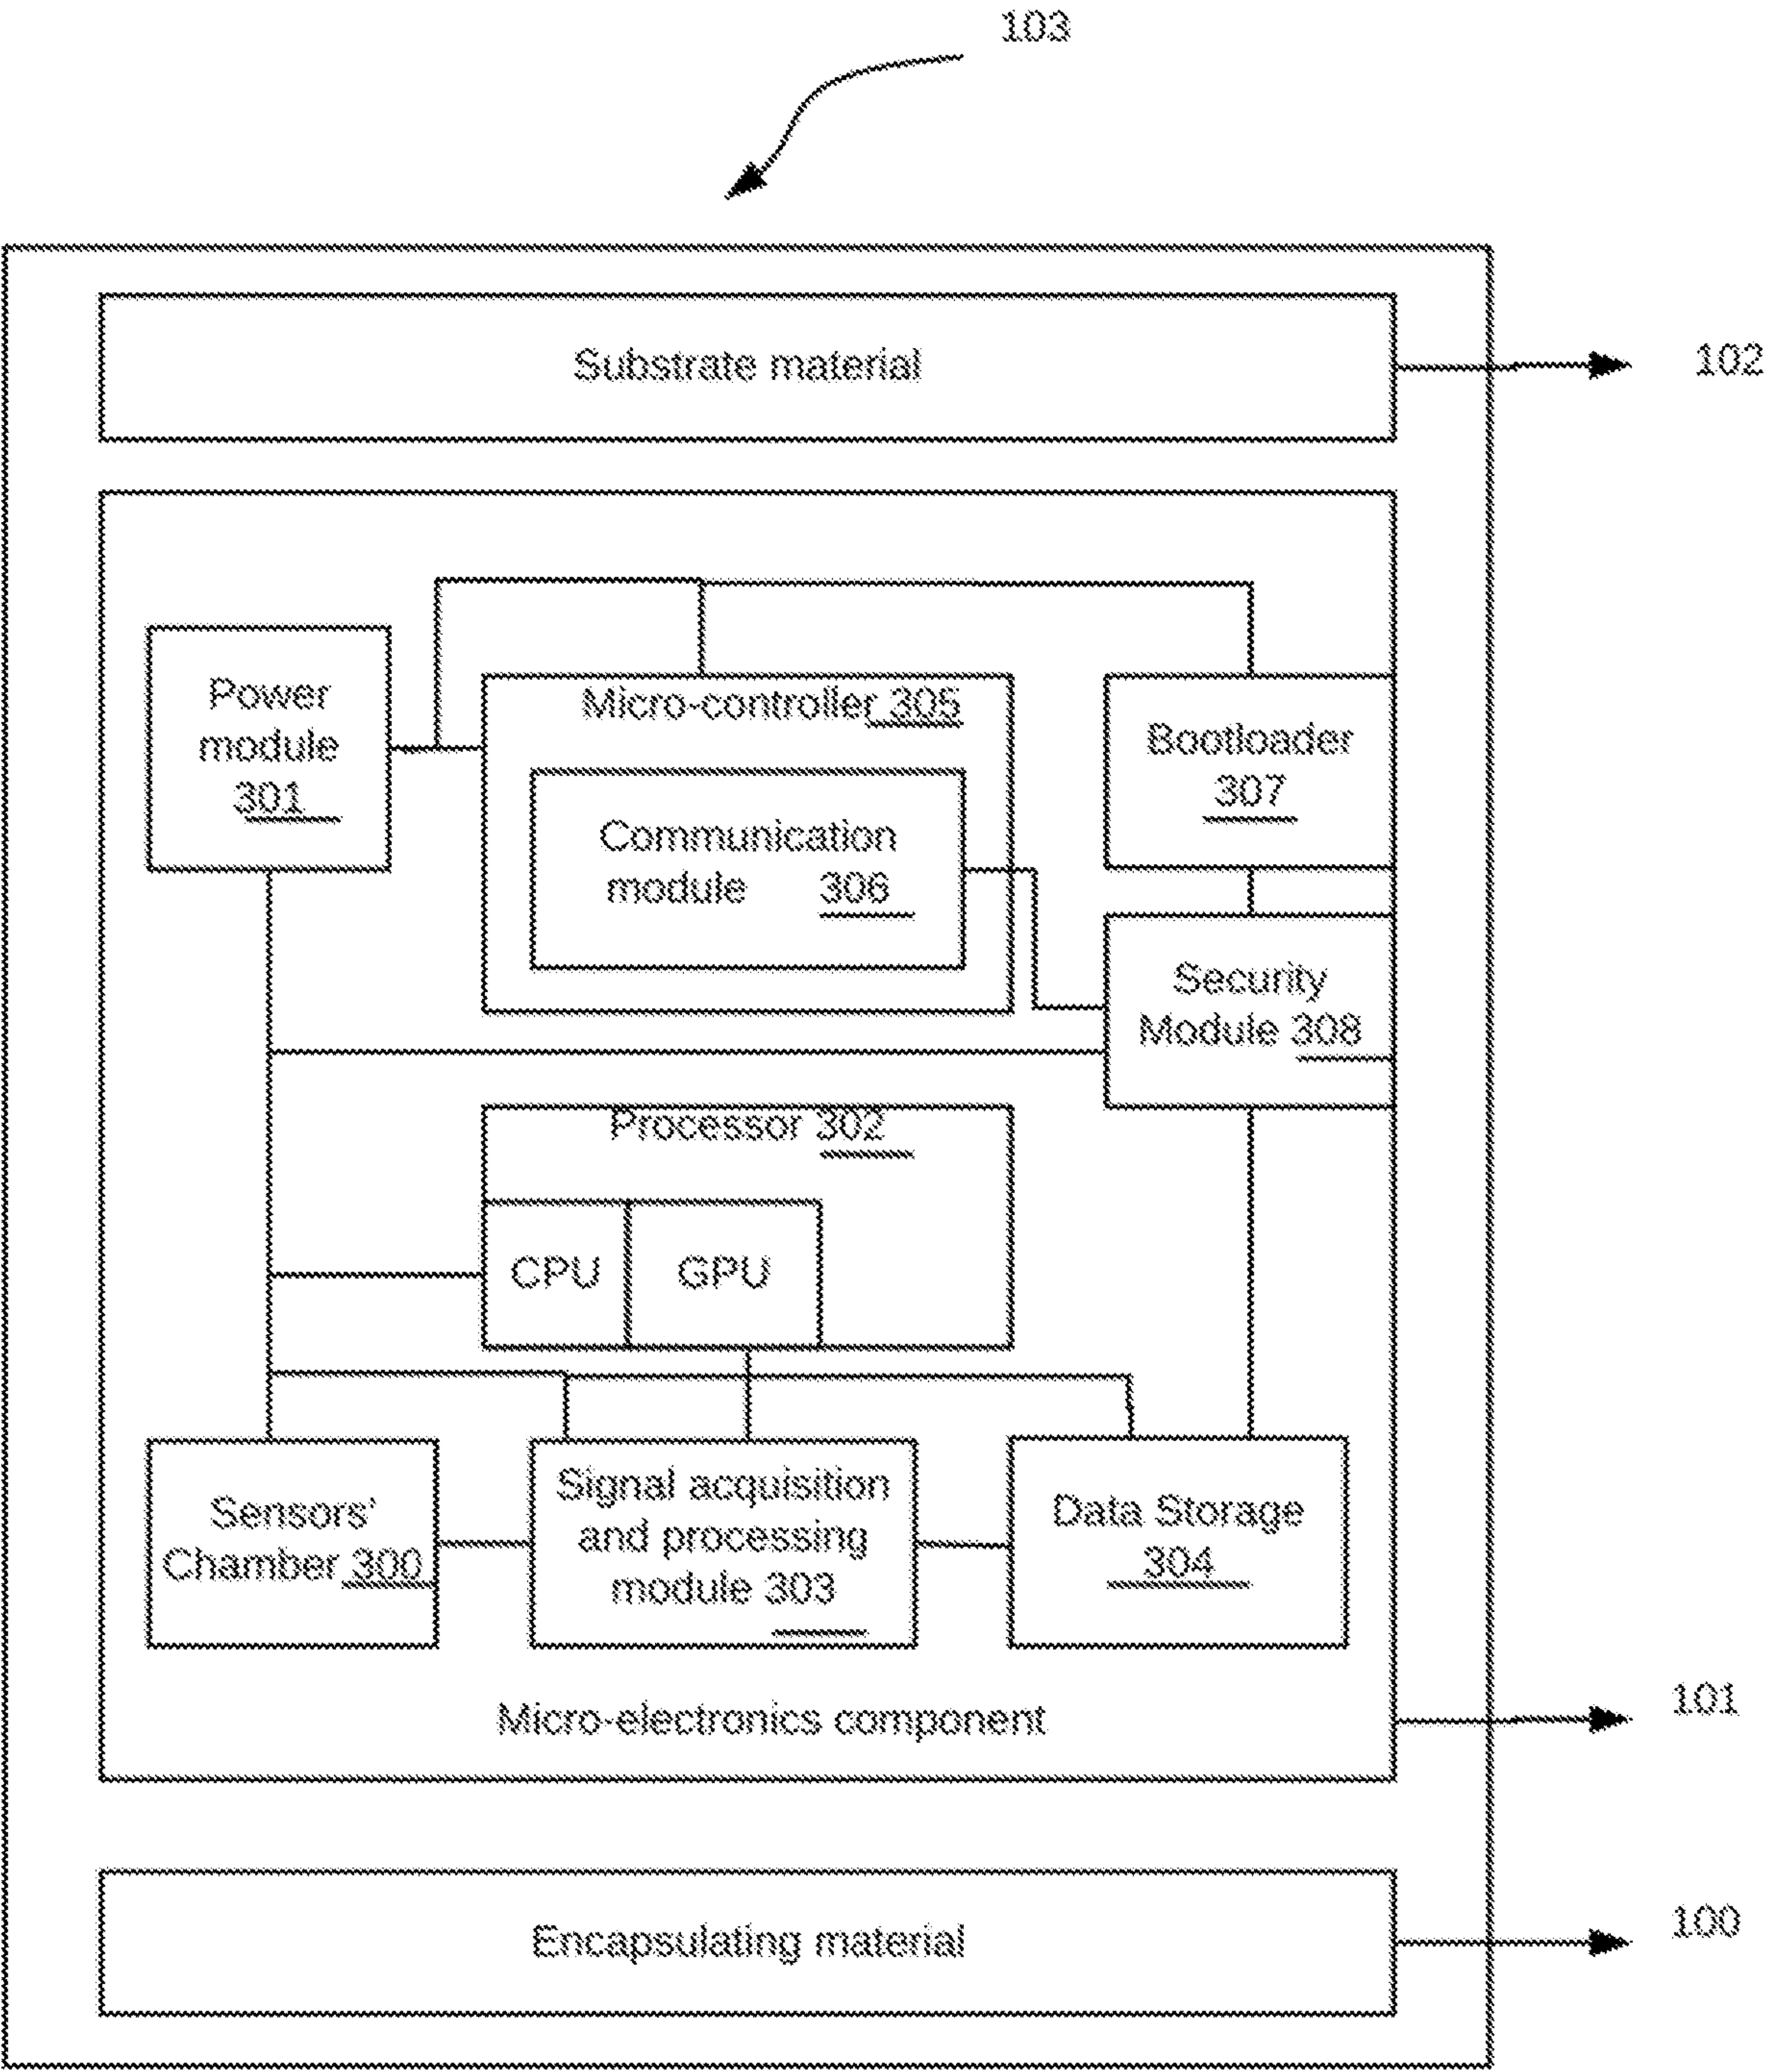 103
Substrate material
102
Power
module
301
Micro-controller 305
Communication
module 306
Bootloader
307
Security
Module 308
Processor 302
CPU
GPU
Sensors'
Chamber 300
Signal acquisition
and processing
module 303
Data Storage
304
Micro-electronics component
101
Encapsulating material
100